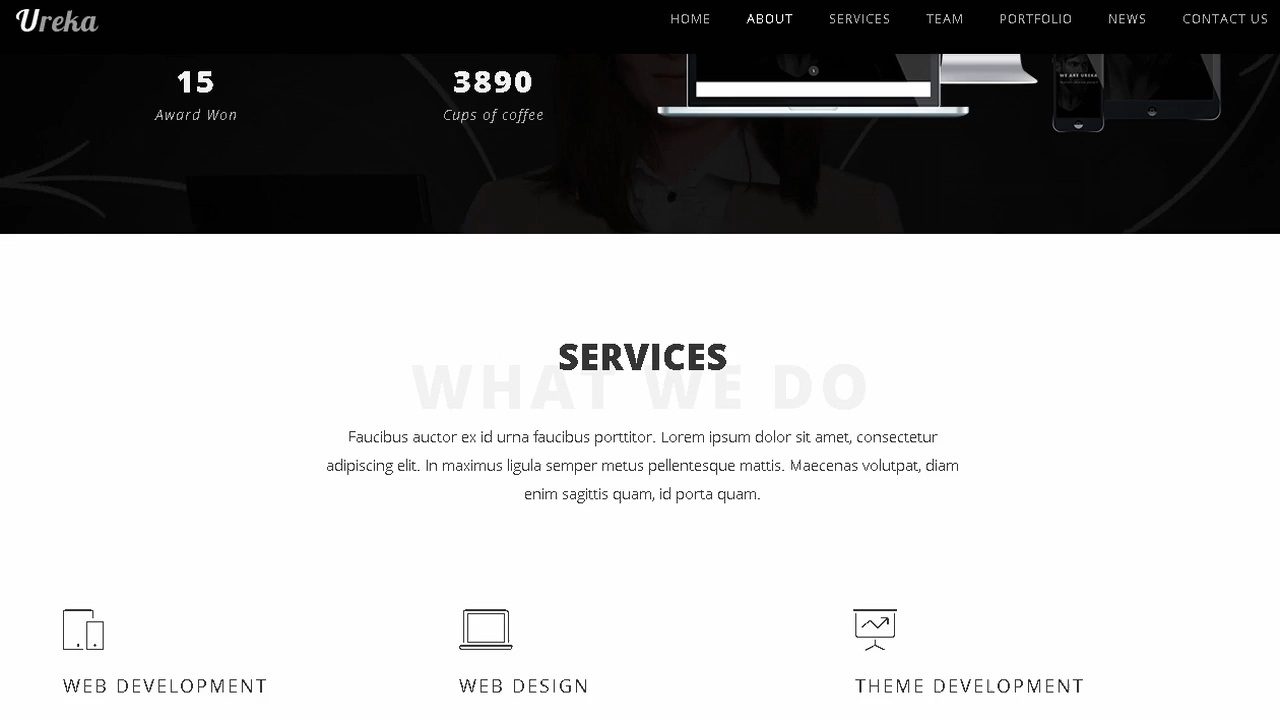 Ureka
HOME ABOUT SERVICES TEAM PORTFOLIO NEWS CONTACT US
15
Award Won
3890
Cups of coffee
WE ARE UREKA
SERVICES
WHAT WE DO
Faucibus auctor ex id urna faucibus porttitor. Lorem ipsum dolor sit amet, consectetur
adipiscing elit. In maximus ligula semper metus pellentesque mattis. Maecenas volutpat, diam
enim sagittis quam, id porta quam.
WEB DEVELOPMENT
WEB DESIGN
THEME DEVELOPMENT